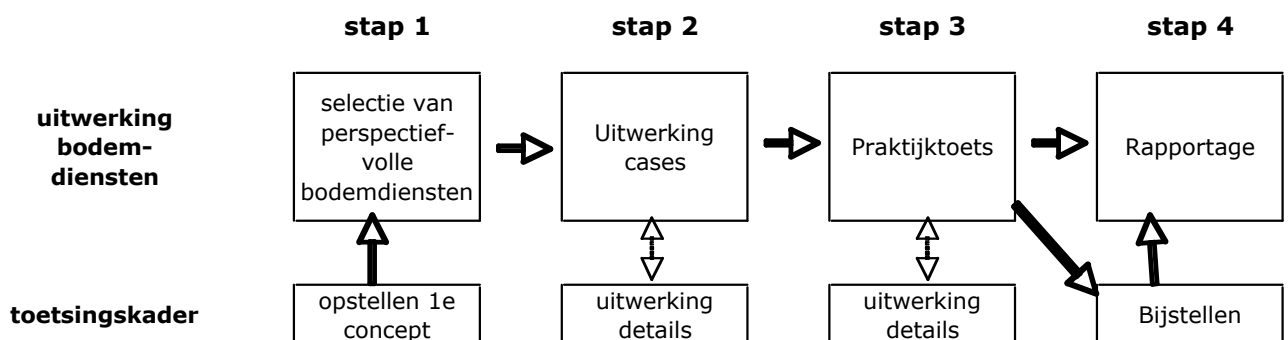 stap 1
stap 2
stap 3
stap 4
uitwerking
bodem-
diensten
selectie van
perspectief-
volle
bodemdiensten
Uitwerking
cases
Praktijktoets
Rapportage
toetsingskader
opstellen 1e
concept
uitwerking
details
uitwerking
details
Bijstellen